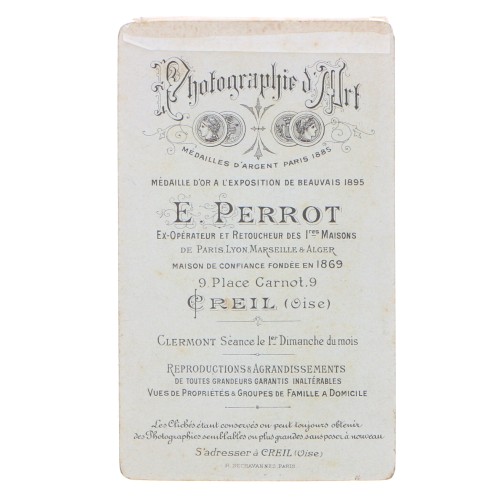 Photographie d'Art
MÉDAILLES D'ARGENT PARIS 1885
MÉDAILLE D'OR A L'EXPOSITION DE BEAUVAIS 1895
E. PERROT
EX-OPÉRATEUR ET RETOUCHEUR DES 1res MAISONS
DE PARIS LYON MARSEILLE & ALGER
MAISON DE CONFIANCE FONDÉE EN 1869
9. Place Carnot. 9
CREIL (Oise)
CLERMONT Séance le 1er Dimanche du mois
REPRODUCTIONS & AGRANDISSEMENTS
DE TOUTES GRANDEURS GARANTIS INALTÉRABLES
VUES DE PROPRIÉTÉS & GROUPES DE FAMILLE A DOMICILE
Les Clichés étant conservés on peut toujours obtenir
des Photographies semblables ou plus grandes sans poser à nouveau
S'adresser à CREIL (Oise)
PARIS